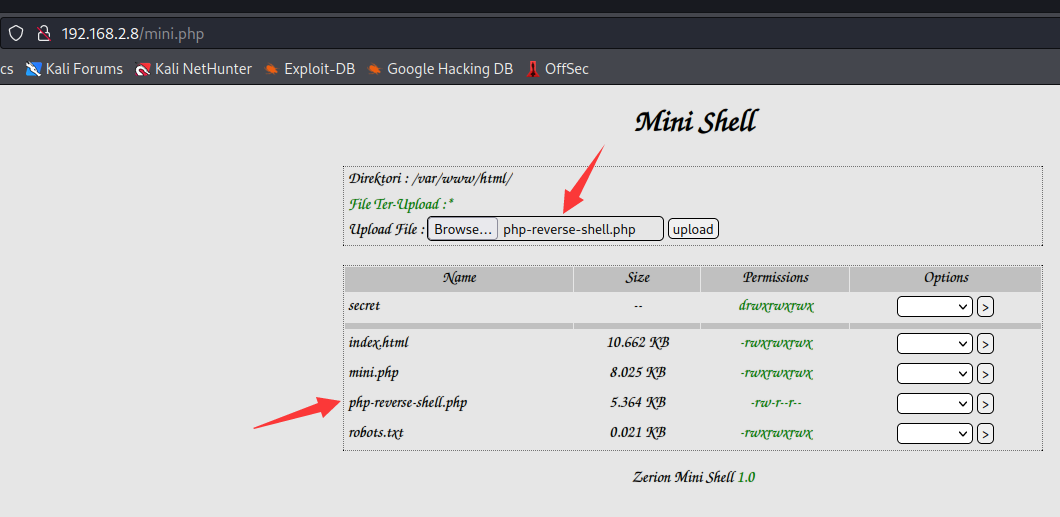 192.168.2.8/mini.php
cs Kali Forums Kali NetHunter Exploit-DB Google Hacking DB OffSec
Mini Shell
Direktori : /var/www/html/
File Ter-Upload :*
Upload File : Browse... php-reverse-shell.php upload
Name Size Permissions Options
secret -- drwxrwxrwx >
index.html 10.662 KB -rwxrwxrwx >
mini.php 8.025 KB -rwxrwxrwx >
php-reverse-shell.php 5.364 KB -rw-r--r-- >
robots.txt 0.021 KB -rwxrwxrwx >
Zerion Mini Shell 1.0